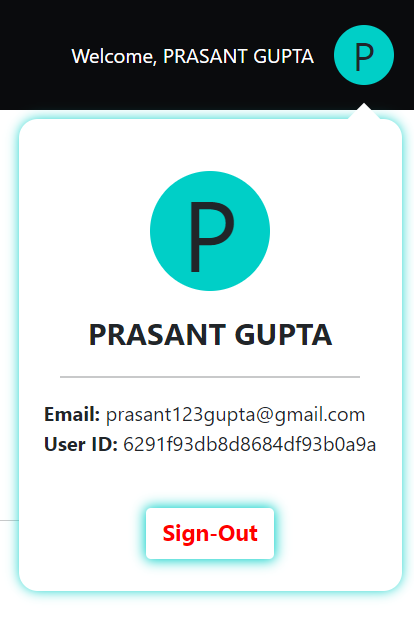 Welcome, PRASANT GUPTA
P
P
PRASANT GUPTA
Email: prasant123gupta@gmail.com
User ID: 6291f93db8d8684df93b0a9a
Sign-Out